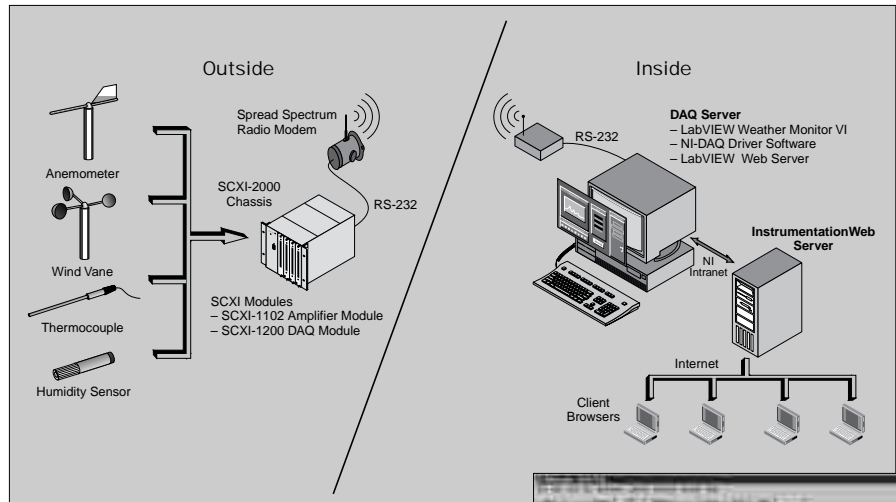 Outside
Anemometer
Wind Vane
Thermocouple
Humidity Sensor
Spread Spectrum
Radio Modem
SCXI-2000
Chassis
RS-232
SCXI Modules
– SCXI-1102 Amplifier Module
– SCXI-1200 DAQ Module
Inside
RS-232
DAQ Server
– LabVIEW Weather Monitor VI
– NI-DAQ Driver Software
– LabVIEW Web Server
InstrumentationWeb
Server
NI
Intranet
Internet
Client
Browsers